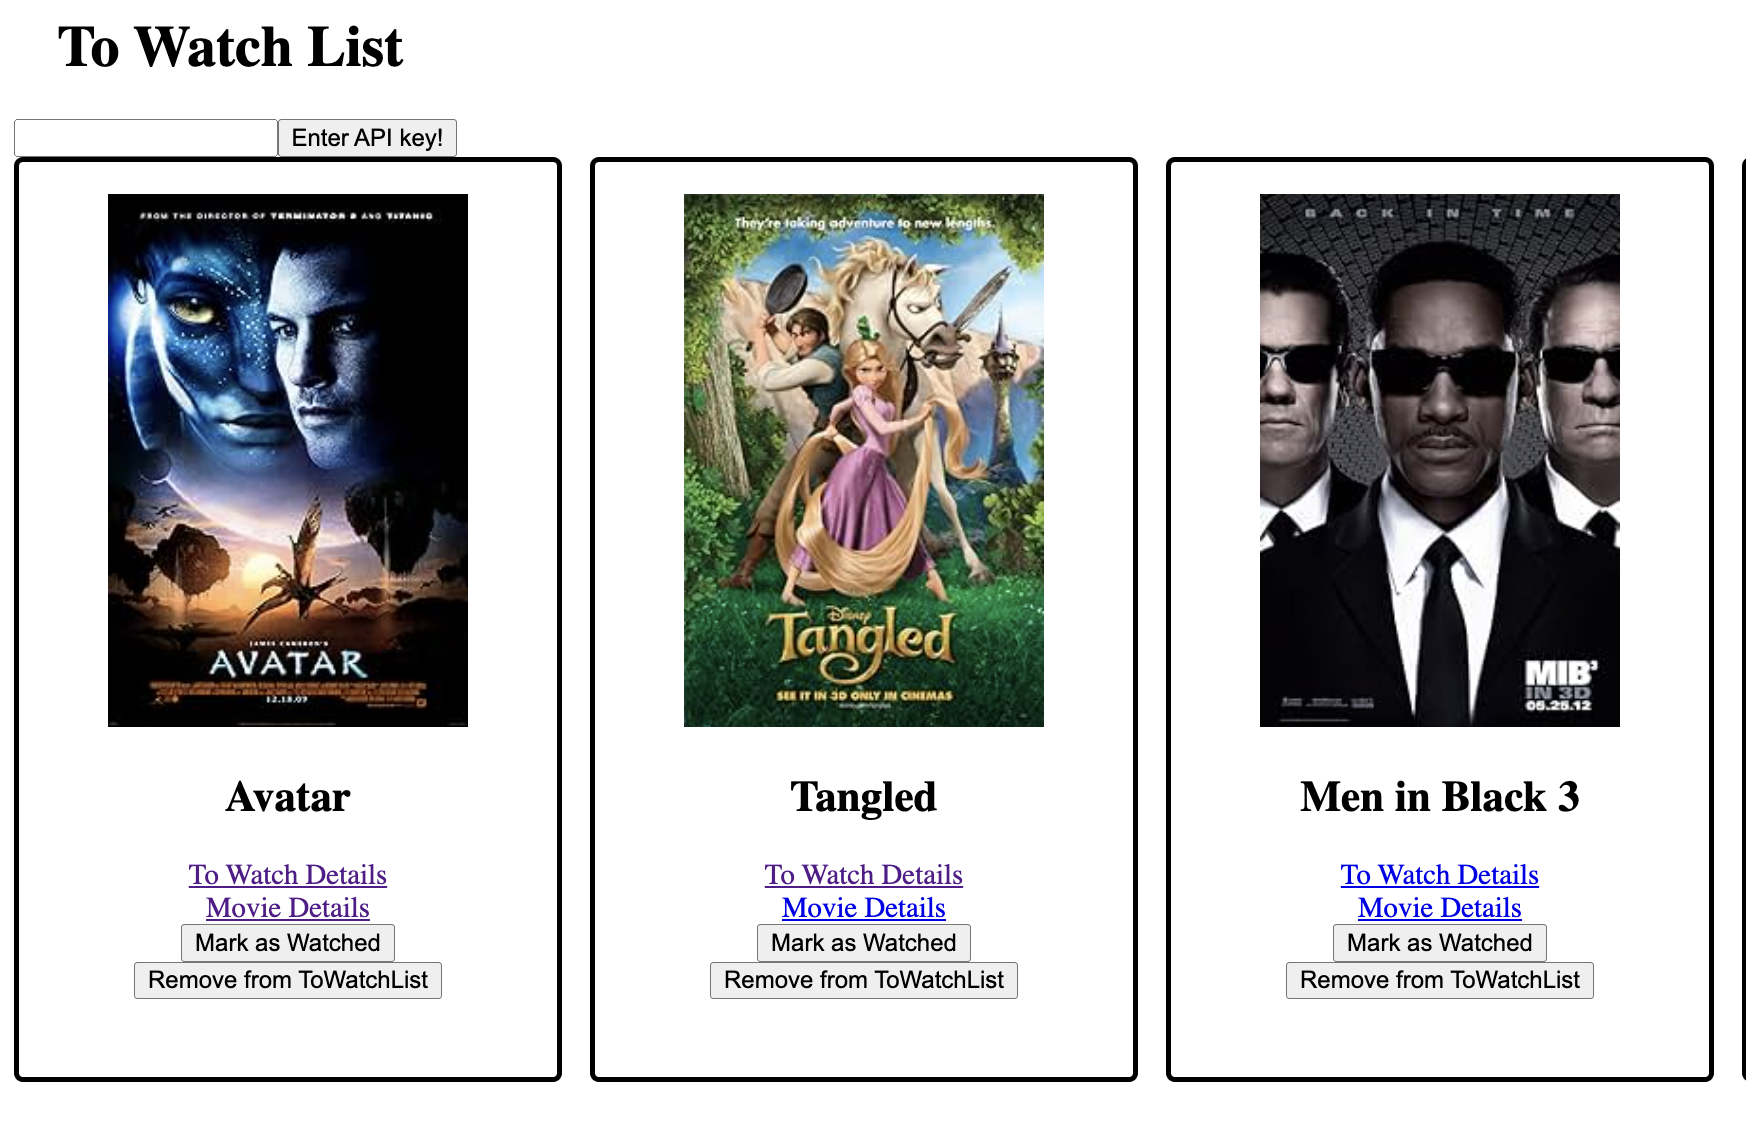 To Watch List
Enter API key!
FROM THE DIRECTOR OF TERMINATOR 2 AND TITANIC
JAMES CAMERON'S
AVATAR
12.18.09
Avatar
To Watch Details
Movie Details
Mark as Watched
Remove from ToWatchList
They're taking adventure to new lengths.
Disney
Tangled
SEE IT IN 3D ONLY IN CINEMAS
Tangled
To Watch Details
Movie Details
Mark as Watched
Remove from ToWatchList
BACK IN TIME
MIB³
IN 3D
05.25.12
Men in Black 3
To Watch Details
Movie Details
Mark as Watched
Remove from ToWatchList